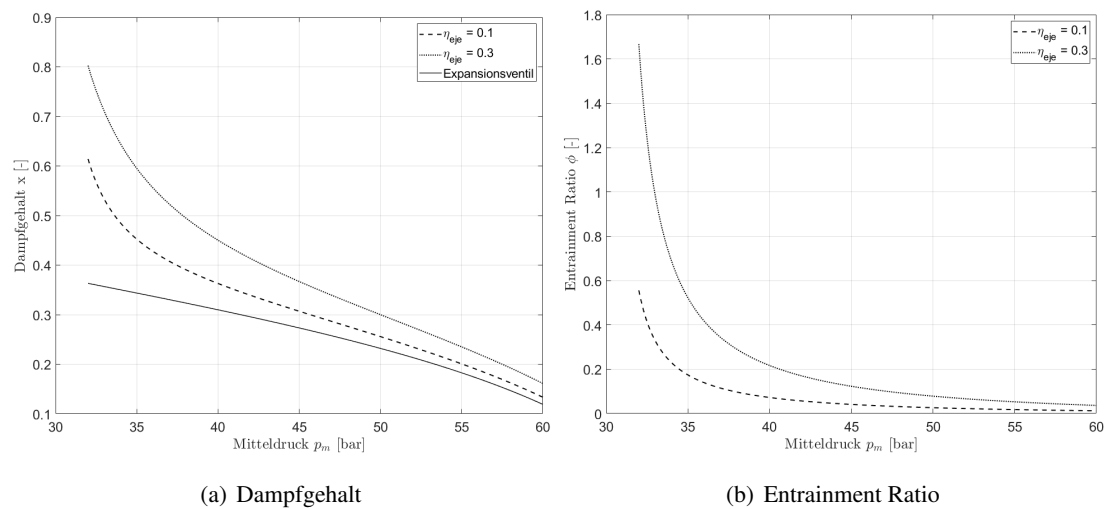 0.9
0.8
0.7
0.6
0.5
0.4
0.3
0.2
0.1
Dampfgehalt x [-]
30 35 40 45 50 55 60
Mitteldruck p_m [bar]
η_eje = 0.1
η_eje = 0.3
Expansionsventil
(a) Dampfgehalt
1.8
1.6
1.4
1.2
1
0.8
0.6
0.4
0.2
0
Entrainment Ratio ϕ [-]
30 35 40 45 50 55 60
Mitteldruck p_m [bar]
η_eje = 0.1
η_eje = 0.3
(b) Entrainment Ratio